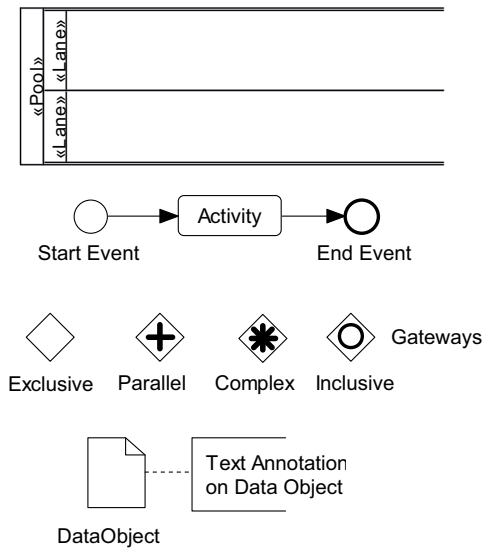 «Pool»
«Lane»
«Lane»
Activity
Start Event
End Event
Gateways
Exclusive
Parallel
Complex
Inclusive
Text Annotation
on Data Object
DataObject